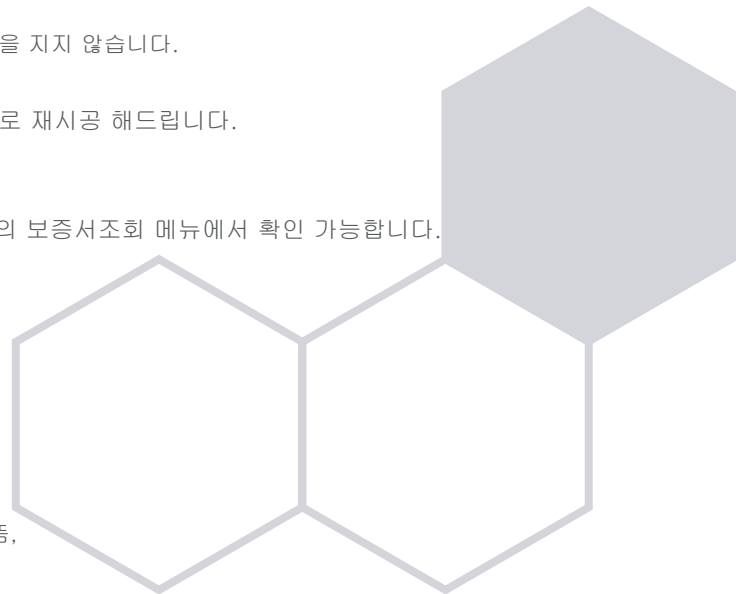 을 지지 않습니다.
로 재시공 해드립니다.
의 보증서조회 메뉴에서 확인 가능합니다.